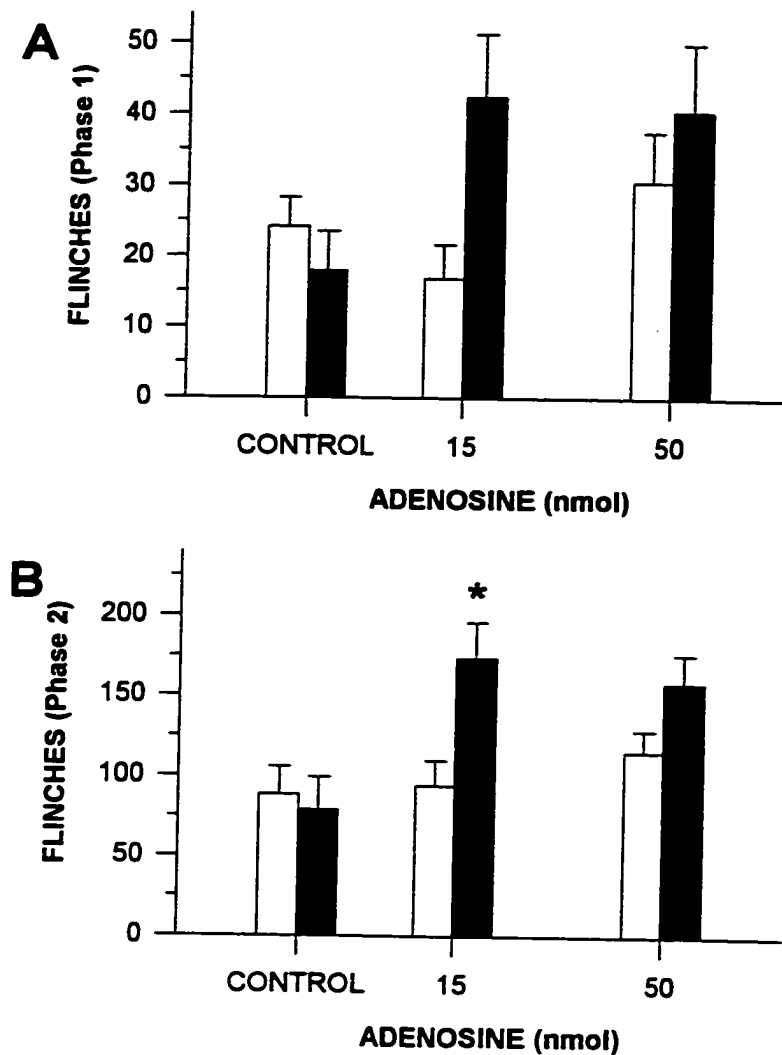 A
FLINCHES (Phase 1)
50
40
30
20
10
0
CONTROL 15 50
ADENOSINE (nmol)
B
FLINCHES (Phase 2)
*
200
150
100
50
0
CONTROL 15 50
ADENOSINE (nmol)